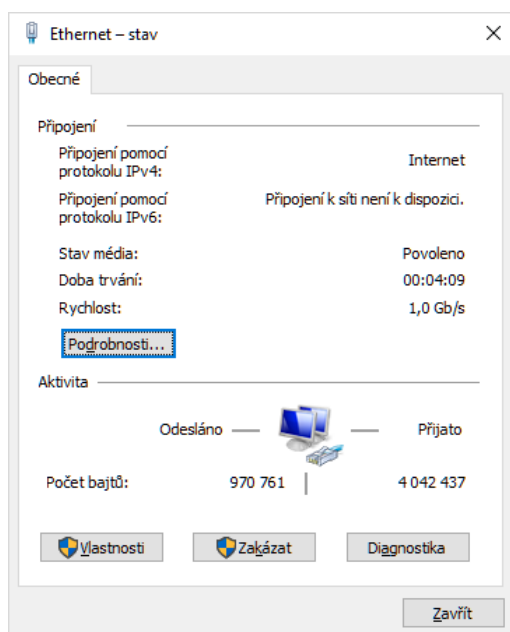 Ethernet – stav
Obecné
Připojení
Připojení pomocí
protokolu IPv4:
Internet
Připojení pomocí
protokolu IPv6:
Připojení k síti není k dispozici.
Stav média:
Povoleno
Doba trvání:
00:04:09
Rychlost:
1,0 Gb/s
Podrobnosti...
Aktivita
Odesláno
Přijato
Počet bajtů:
970 761
4 042 437
Vlastnosti
Zakázat
Diagnostika
Zavřít